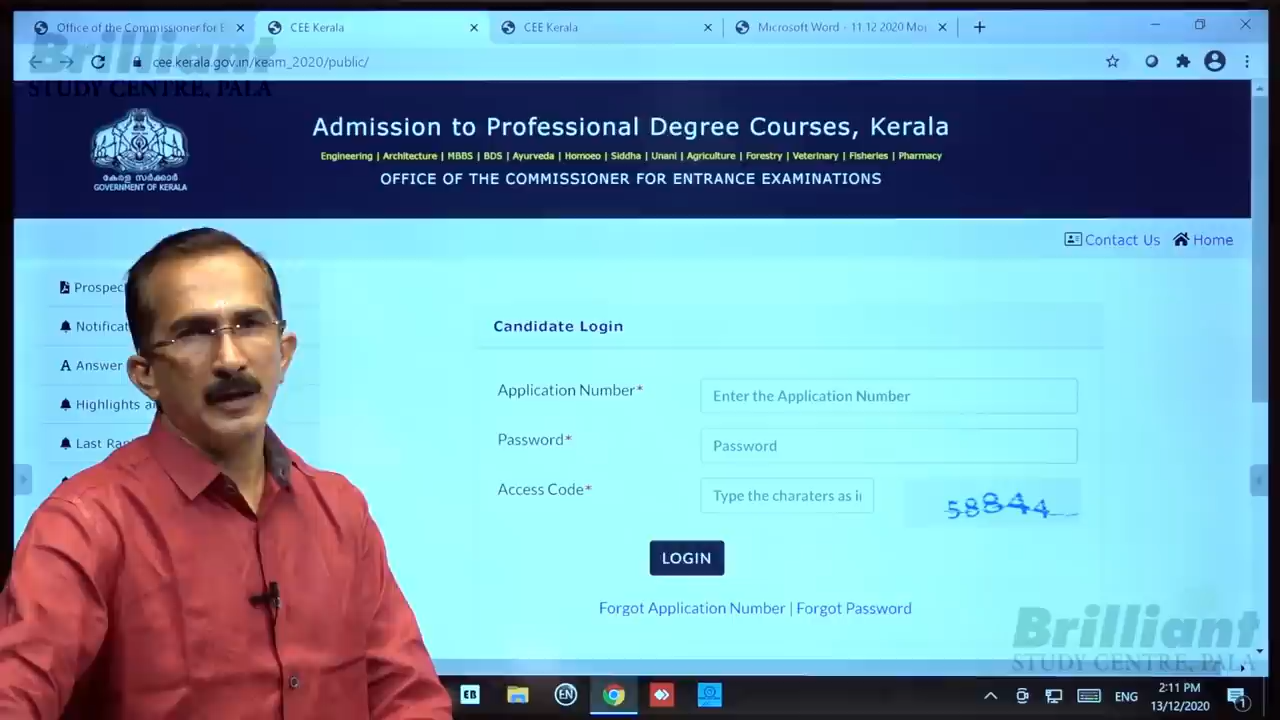 Office of the Commissioner for E
CEE Kerala
CEE Kerala
Microsoft Word - 11 12 2020 Mo
cee.kerala.gov.in/keam_2020/public/
Brilliant
STUDY CENTRE, PALA
Admission to Professional Degree Courses, Kerala
Engineering | Architecture | MBBS | BDS | Ayurveda | Homoeo | Siddha | Unani | Agriculture | Forestry | Veterinary | Fisheries | Pharmacy
OFFICE OF THE COMMISSIONER FOR ENTRANCE EXAMINATIONS
കേരള സർക്കാർ
GOVERNMENT OF KERALA
Contact Us Home
Prospec
Notificat
Answer
Highlights a
Last Ra
Candidate Login
Application Number*
Enter the Application Number
Password*
Password
Access Code*
Type the charaters as i
58844
LOGIN
Forgot Application Number | Forgot Password
Brilliant
STUDY CENTRE, PALA
EB
EN
ENG
2:11 PM
13/12/2020
1